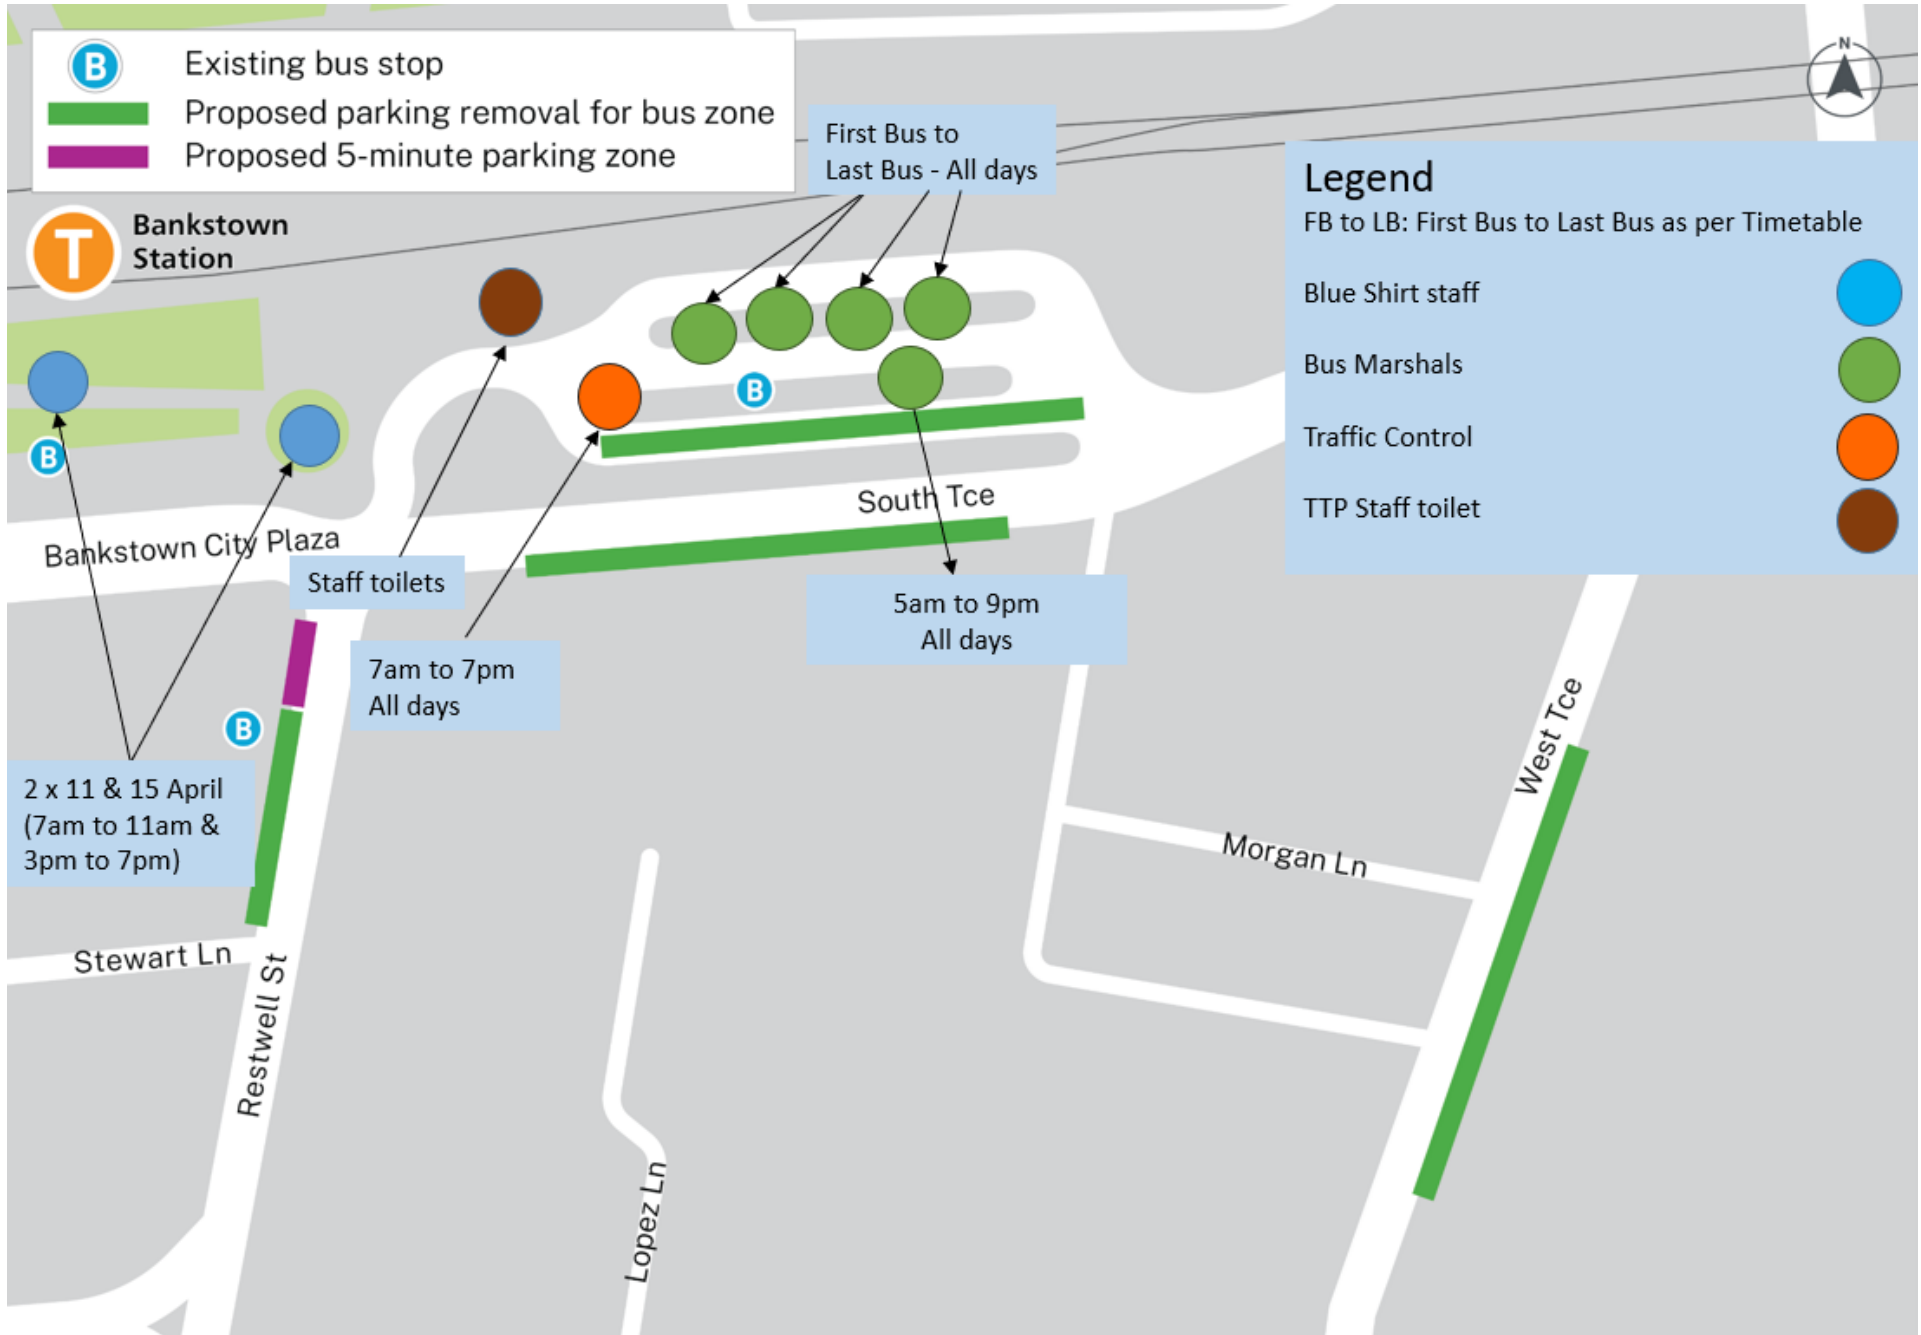 B
Existing bus stop
Proposed parking removal for bus zone
Proposed 5-minute parking zone
N
First Bus to
Last Bus - All days
Legend
FB to LB: First Bus to Last Bus as per Timetable
Blue Shirt staff
Bus Marshals
Traffic Control
TTP Staff toilet
T
Bankstown
Station
B
B
South Tce
Bankstown City Plaza
Staff toilets
5am to 9pm
All days
7am to 7pm
All days
B
2 x 11 & 15 April
(7am to 11am &
3pm to 7pm)
West Tce
Morgan Ln
Stewart Ln
Restwell St
Lopez Ln